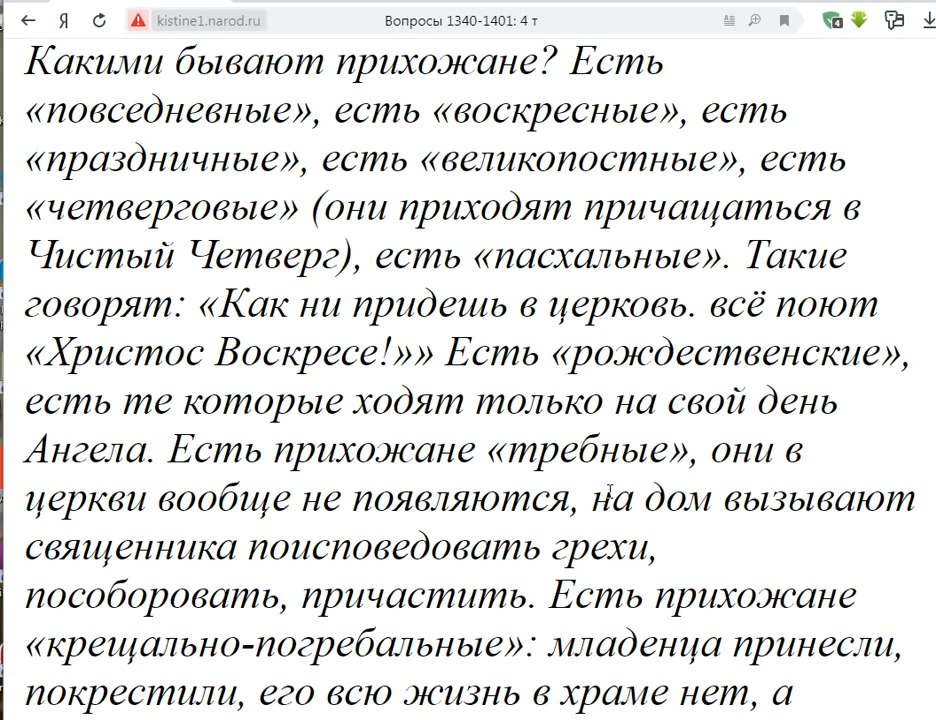 Я
kistine1.narod.ru
Вопросы 1340-1401: 4 т
4
Какими бывают прихожане? Есть
«повседневные», есть «воскресные», есть
«праздничные», есть «великопостные», есть
«четверговые» (они приходят причащаться в
Чистый Четверг), есть «пасхальные». Такие
говорят: «Как ни придешь в церковь. всё поют
«Христос Воскресе!»» Есть «рождественские»,
есть те которые ходят только на свой день
Ангела. Есть прихожане «требные», они в
церкви вообще не появляются, на дом вызывают
священника поисповедовать грехи,
пособоровать, причастить. Есть прихожане
«крещально-погребальные»: младенца принесли,
покрестили, его всю жизнь в храме нет, а